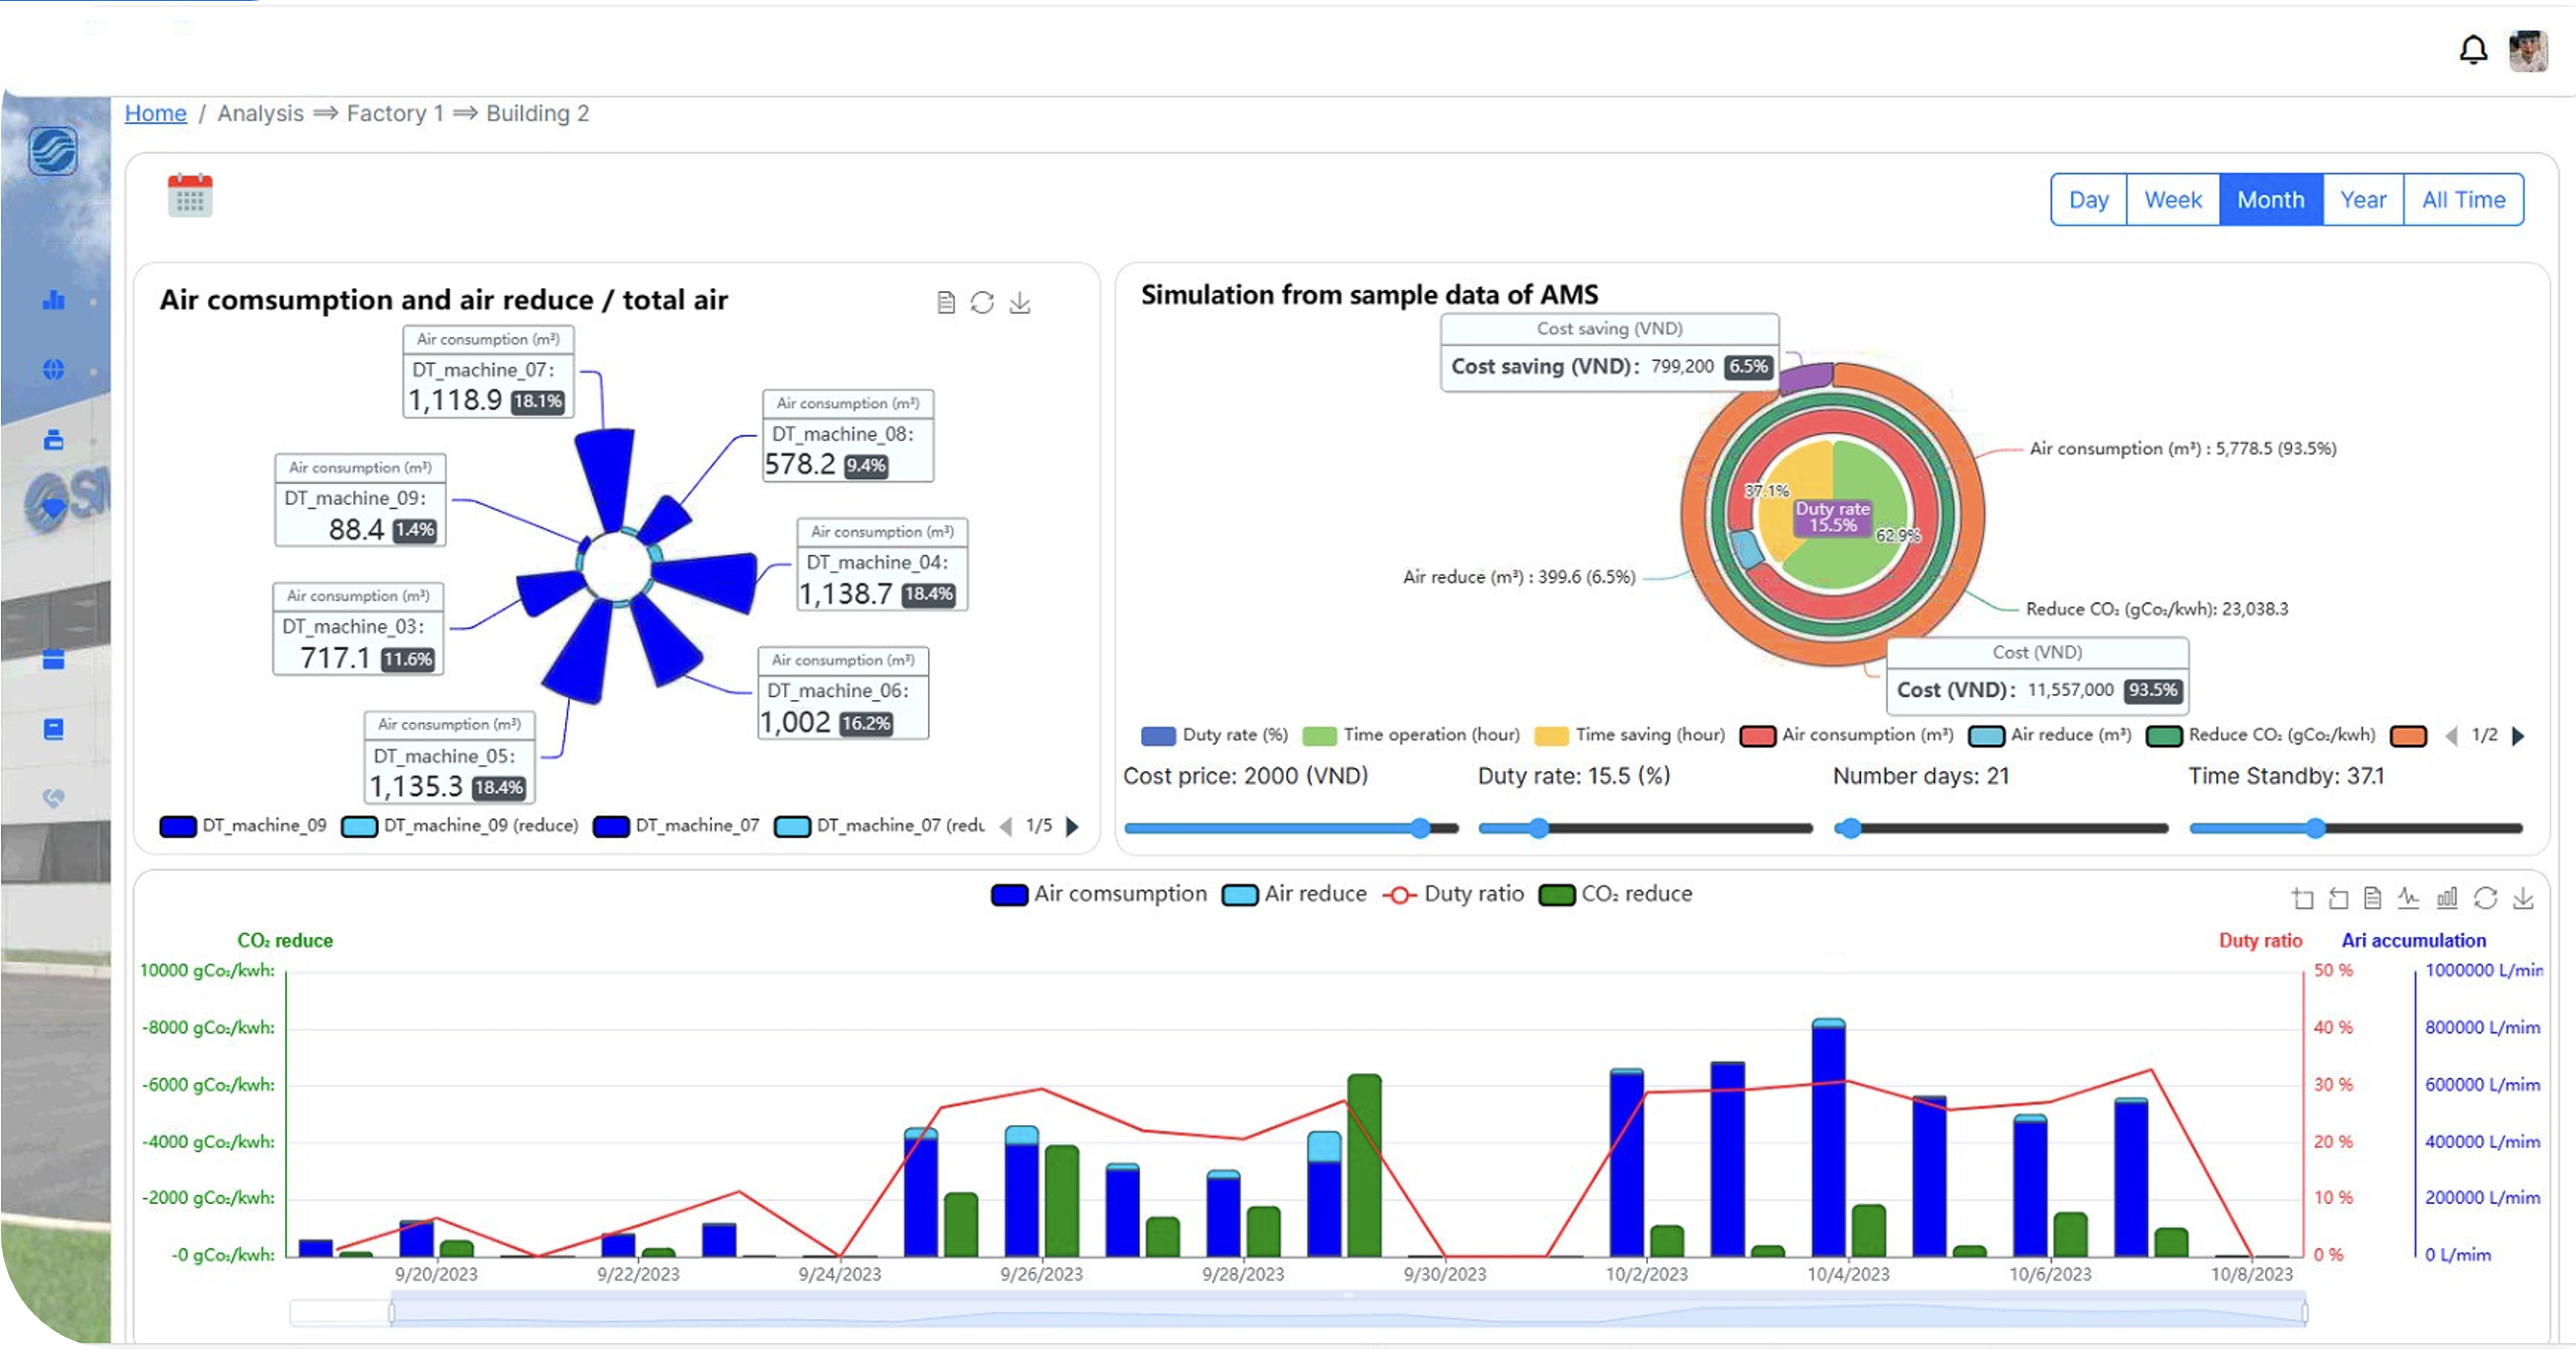 Home / Analysis ⟹ Factory 1 ⟹ Building 2
Day Week Month Year All Time
Air comsumption and air reduce / total air
Air consumption (m³)
DT_machine_07:
1,118.9 18.1%
Air consumption (m³)
DT_machine_08:
578.2 9.4%
Air consumption (m³)
DT_machine_09:
88.4 1.4%
Air consumption (m³)
DT_machine_04:
1,138.7 18.4%
Air consumption (m³)
DT_machine_03:
717.1 11.6%
Air consumption (m³)
DT_machine_06:
1,002 16.2%
Air consumption (m³)
DT_machine_05:
1,135.3 18.4%
DT_machine_09 DT_machine_09 (reduce) DT_machine_07 DT_machine_07 (redu 1/5
Simulation from sample data of AMS
Cost saving (VND)
Cost saving (VND): 799,200 6.5%
Air consumption (m³) : 5,778.5 (93.5%)
37.1%
Duty rate
15.5%
62.9%
Air reduce (m³) : 399.6 (6.5%)
Reduce CO₂ (gCo₂/kwh): 23,038.3
Cost (VND)
Cost (VND): 11,557,000 93.5%
Duty rate (%) Time operation (hour) Time saving (hour) Air consumption (m³) Air reduce (m³) Reduce CO₂ (gCo₂/kwh) 1/2
Cost price: 2000 (VND) Duty rate: 15.5 (%) Number days: 21 Time Standby: 37.1
Air comsumption Air reduce Duty ratio CO₂ reduce
CO₂ reduce Duty ratio Ari accumulation
10000 gCo₂/kwh: 50 % 1000000 L/min
-8000 gCo₂/kwh: 40 % 800000 L/mim
-6000 gCo₂/kwh: 30 % 600000 L/mim
-4000 gCo₂/kwh: 20 % 400000 L/mim
-2000 gCo₂/kwh: 10 % 200000 L/mim
-0 gCo₂/kwh: 0 % 0 L/mim
9/20/2023 9/22/2023 9/24/2023 9/26/2023 9/28/2023 9/30/2023 10/2/2023 10/4/2023 10/6/2023 10/8/2023